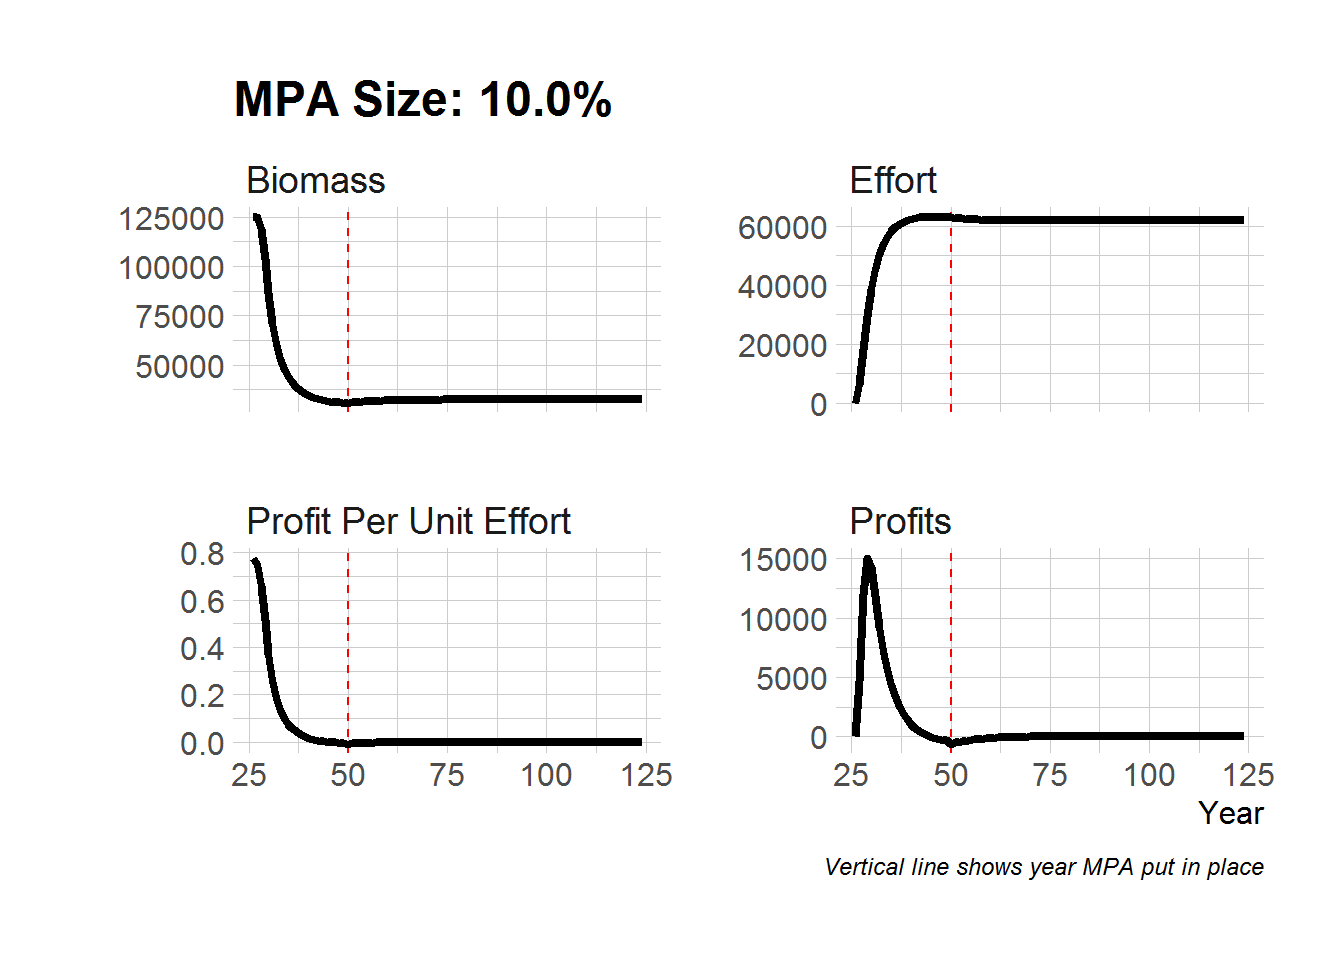 MPA Size: 10.0%
Biomass
125000
100000
75000
50000
Effort
60000
40000
20000
0
Profit Per Unit Effort
0.8
0.6
0.4
0.2
0.0
25 50 75 100 125
Profits
15000
10000
5000
0
25 50 75 100 125
Year
Vertical line shows year MPA put in place